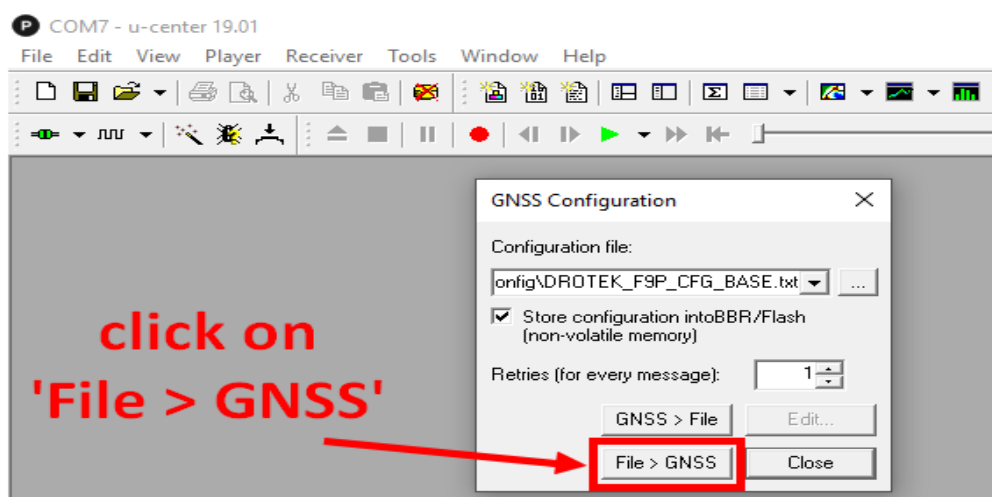 COM7 - u-center 19.01
File Edit View Player Receiver Tools Window Help
GNSS Configuration
Configuration file:
onfig\DROTEK_F9P_CFG_BASE.txt ...
Store configuration intoBBR/Flash
(non-volatile memory)
Retries (for every message): 1
GNSS > File Edit...
File > GNSS Close
click on
'File > GNSS'